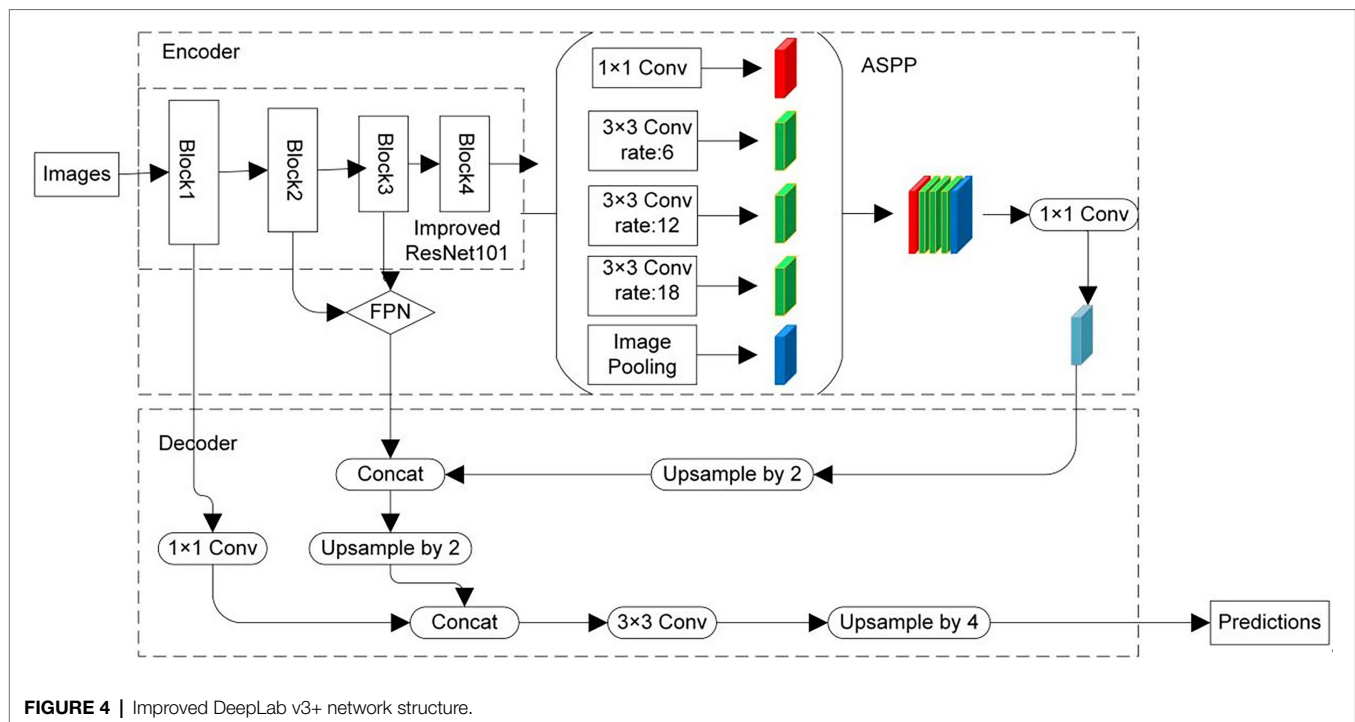 Encoder
ASPP
Images
Block1
Block2
Block3
Block4
Improved
ResNet101
FPN
1×1 Conv
3×3 Conv
rate:6
3×3 Conv
rate:12
3×3 Conv
rate:18
Image
Pooling
1×1 Conv
Decoder
Concat
Upsample by 2
1×1 Conv
Upsample by 2
Concat
3×3 Conv
Upsample by 4
Predictions
FIGURE 4 | Improved DeepLab v3+ network structure.